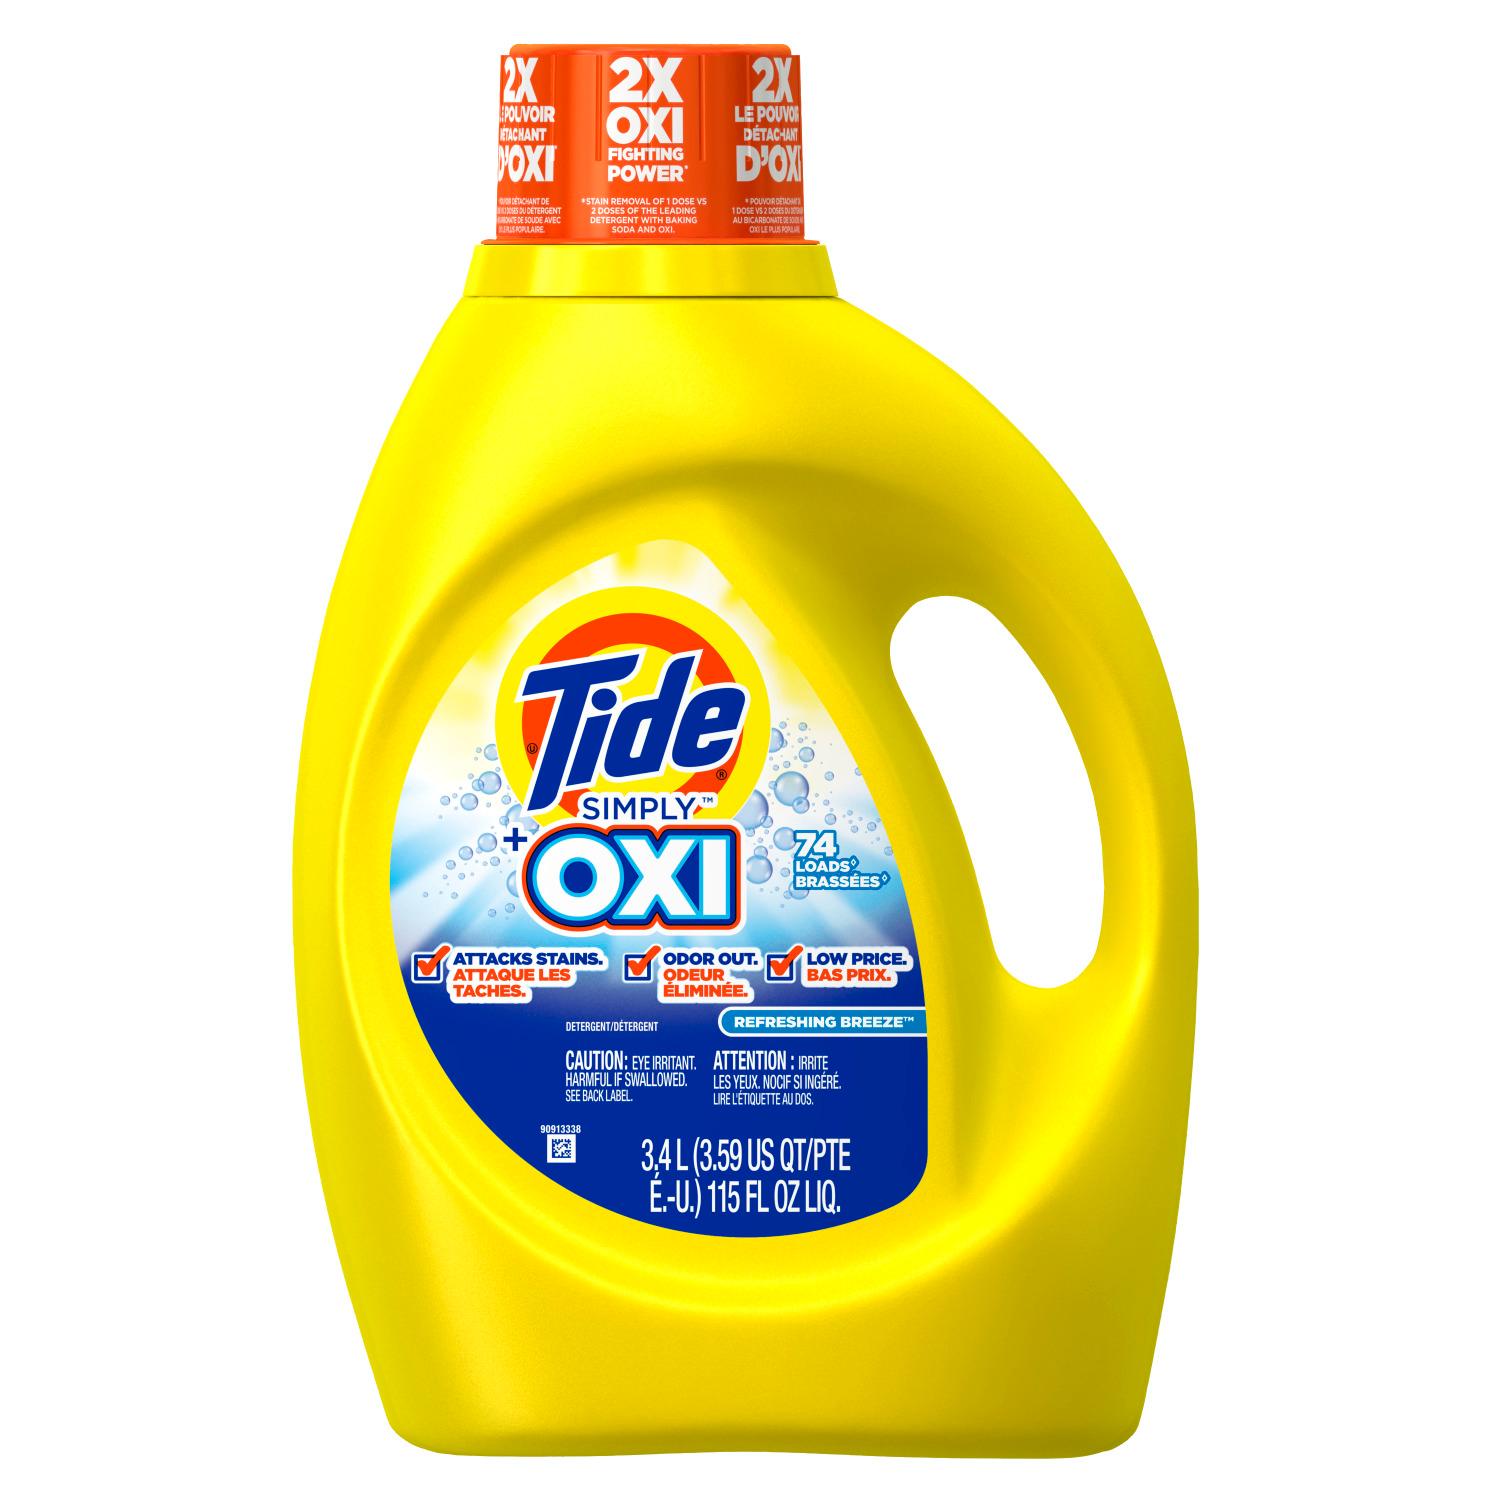 2X
LE POUVOIR
DÉTACHANT
D'OXI
2X
OXI
FIGHTING
POWER*
*STAIN REMOVAL OF 1 DOSE VS
2 DOSES OF THE LEADING
DETERGENT WITH BAKING
SODA AND OXI.
2X
LE POUVOIR
DÉTACHANT
D'OXI
* POUVOIR DÉTACHANT DE
1 DOSE VS 2 DOSES DU DÉTERGENT
AU BICARBONATE DE SOUDE
OXI LE PLUS POPULAIRE.
Tide®
SIMPLY™
+ OXI
74
LOADS◊
BRASSÉES◊
ATTACKS STAINS.
ATTAQUE LES
TACHES.
ODOR OUT.
ODEUR
ÉLIMINÉE.
LOW PRICE.
BAS PRIX.
REFRESHING BREEZE™
DETERGENT/DÉTERGENT
CAUTION: EYE IRRITANT.
HARMFUL IF SWALLOWED.
SEE BACK LABEL.
ATTENTION : IRRITE
LES YEUX. NOCIF SI INGÉRÉ.
LIRE L'ÉTIQUETTE AU DOS.
90913338
3.4 L (3.59 US QT/PTE
É.-U.) 115 FL OZ LIQ.